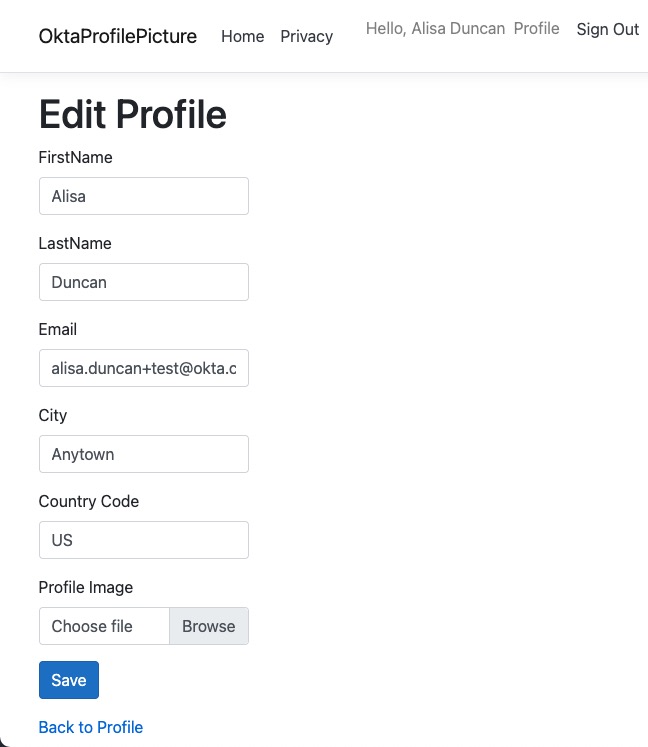 OktaProfilePicture Home Privacy Hello, Alisa Duncan Profile Sign Out
Edit Profile
FirstName
Alisa
LastName
Duncan
Email
alisa.duncan+test@okta.c
City
Anytown
Country Code
US
Profile Image
Choose file Browse
Save
Back to Profile